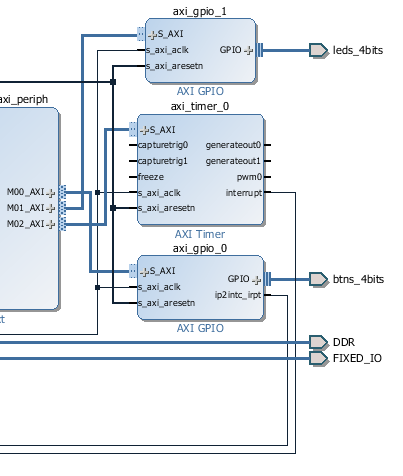 axi_gpio_1
S_AXI
s_axi_aclk
GPIO
s_axi_aresetn
leds_4bits
AXI GPIO
axi_periph
axi_timer_0
S_AXI
capturetrig0
generateout0
capturetrig1
generateout1
freeze
pwm0
s_axi_aclk
interrupt
s_axi_aresetn
AXI Timer
M00_AXI
M01_AXI
M02_AXI
axi_gpio_0
S_AXI
GPIO
s_axi_aclk
ip2intc_irpt
s_axi_aresetn
btns_4bits
AXI GPIO
ct
DDR
FIXED_IO